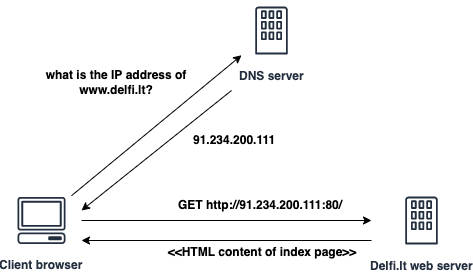 what is the IP address of
www.delfi.lt?
DNS server
91.234.200.111
GET http://91.234.200.111:80/
<<HTML content of index page>>
Client browser
Delfi.lt web server